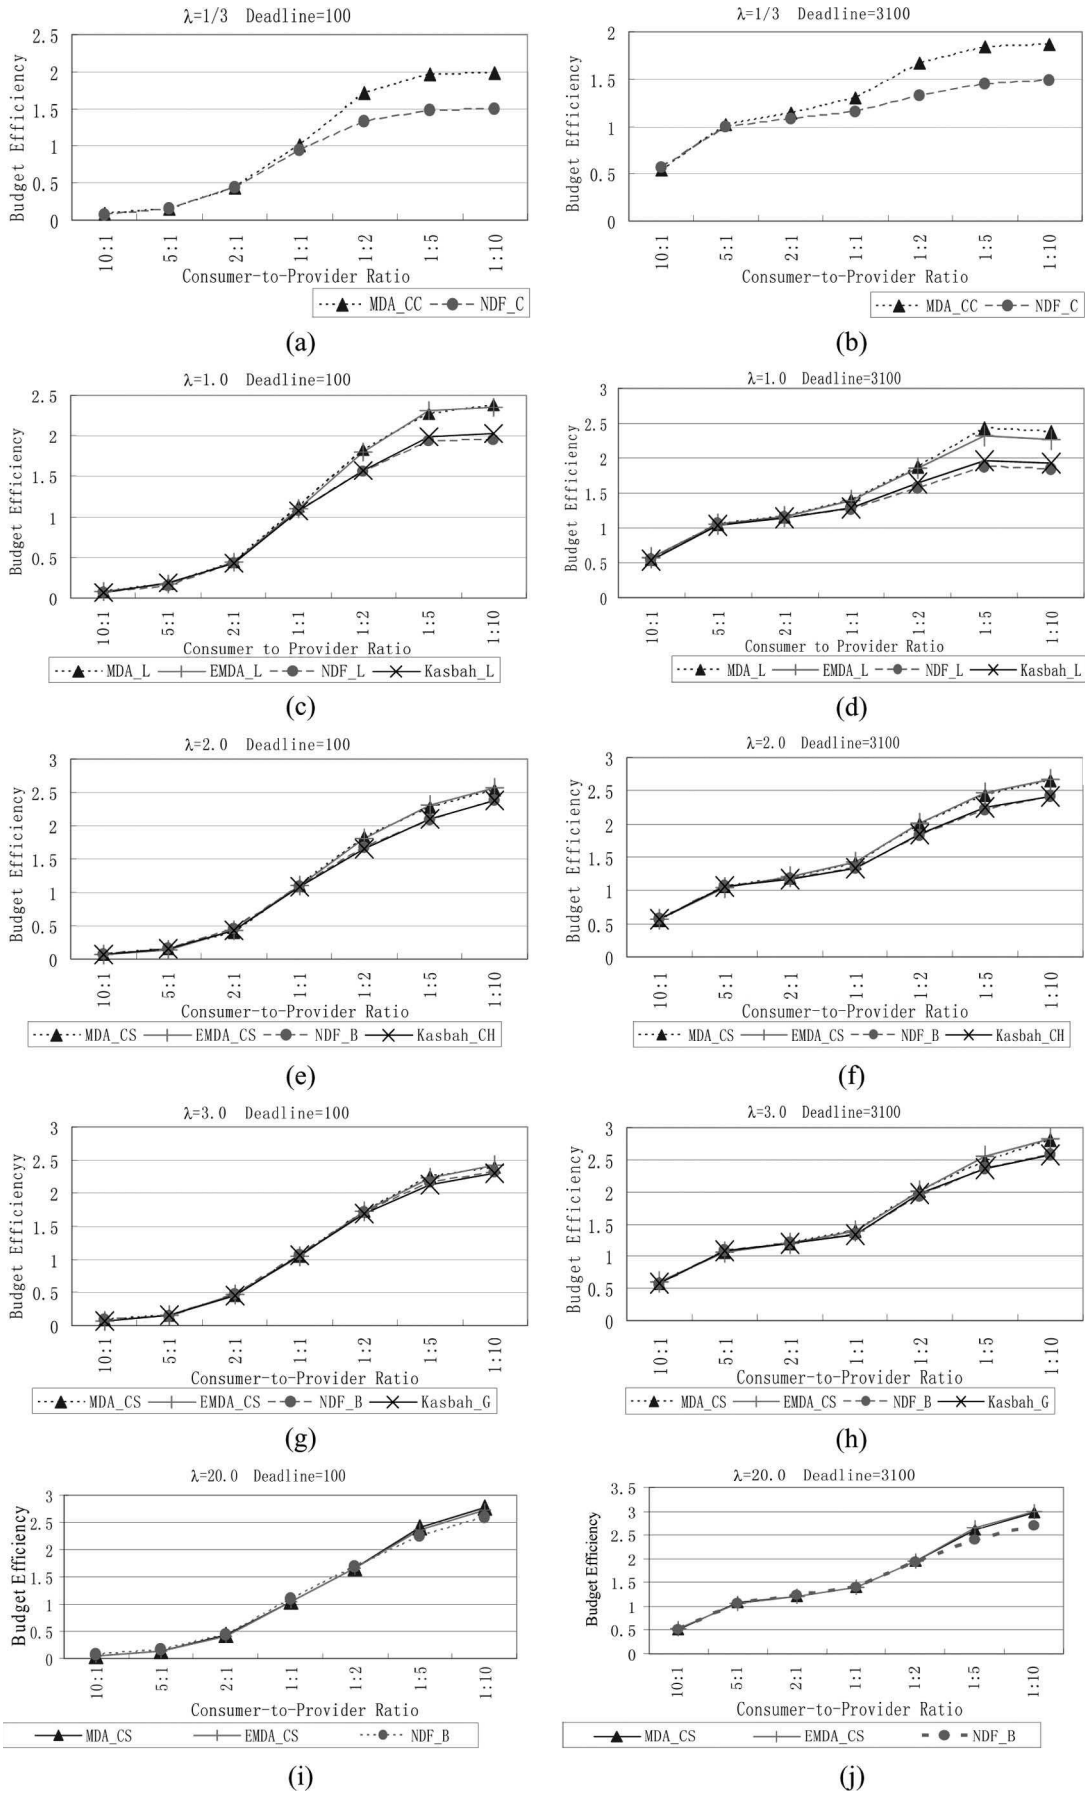 λ=1/3 Deadline=100
Budget Efficiency
2.5
2
1.5
1
0.5
0
10:1 5:1 2:1 1:1 1:2 1:5 1:10
Consumer-to-Provider Ratio
MDA_CC NDF_C
(a)
λ=1/3 Deadline=3100
Budget Efficiency
2
1.5
1
0.5
0
10:1 5:1 2:1 1:1 1:2 1:5 1:10
Consumer-to-Provider Ratio
MDA_CC NDF_C
(b)
λ=1.0 Deadline=100
Budget Efficiency
2.5
2
1.5
1
0.5
0
10:1 5:1 2:1 1:1 1:2 1:5 1:10
Consumer to Provider Ratio
MDA_L EMDA_L NDF_L Kasbah_L
(c)
λ=1.0 Deadline=3100
Budget Efficiency
3
2.5
2
1.5
1
0.5
0
10:1 5:1 2:1 1:1 1:2 1:5 1:10
Consumer to Provider Ratio
MDA_L EMDA_L NDF_L Kasbah_L
(d)
λ=2.0 Deadline=100
Budget Efficiency
3
2.5
2
1.5
1
0.5
0
10:1 5:1 2:1 1:1 1:2 1:5 1:10
Consumer-to-Provider Ratio
MDA_CS EMDA_CS NDF_B Kasbah_CH
(e)
λ=2.0 Deadline=3100
Budget Efficiency
3
2.5
2
1.5
1
0.5
0
10:1 5:1 2:1 1:1 1:2 1:5 1:10
Consumer-to-Provider Ratio
MDA_CS EMDA_CS NDF_B Kasbah_CH
(f)
λ=3.0 Deadline=100
Budget Efficiencyy
3
2.5
2
1.5
1
0.5
0
10:1 5:1 2:1 1:1 1:2 1:5 1:10
Consumer-to-Provider Ratio
MDA_CS EMDA_CS NDF_B Kasbah_G
(g)
λ=3.0 Deadline=3100
Budget Efficiency
3
2.5
2
1.5
1
0.5
0
10:1 5:1 2:1 1:1 1:2 1:5 1:10
Consumer-to-Provider Ratio
MDA_CS EMDA_CS NDF_B Kasbah_G
(h)
λ=20.0 Deadline=100
Budget Efficiency
3
2.5
2
1.5
1
0.5
0
10:1 5:1 2:1 1:1 1:2 1:5 1:10
Consumer-to-Provider Ratio
MDA_CS EMDA_CS NDF_B
(i)
λ=20.0 Deadline=3100
Budget Efficiency
3.5
3
2.5
2
1.5
1
0.5
0
10:1 5:1 2:1 1:1 1:2 1:5 1:10
Consumer-to-Provider Ratio
MDA_CS EMDA_CS NDF_B
(j)